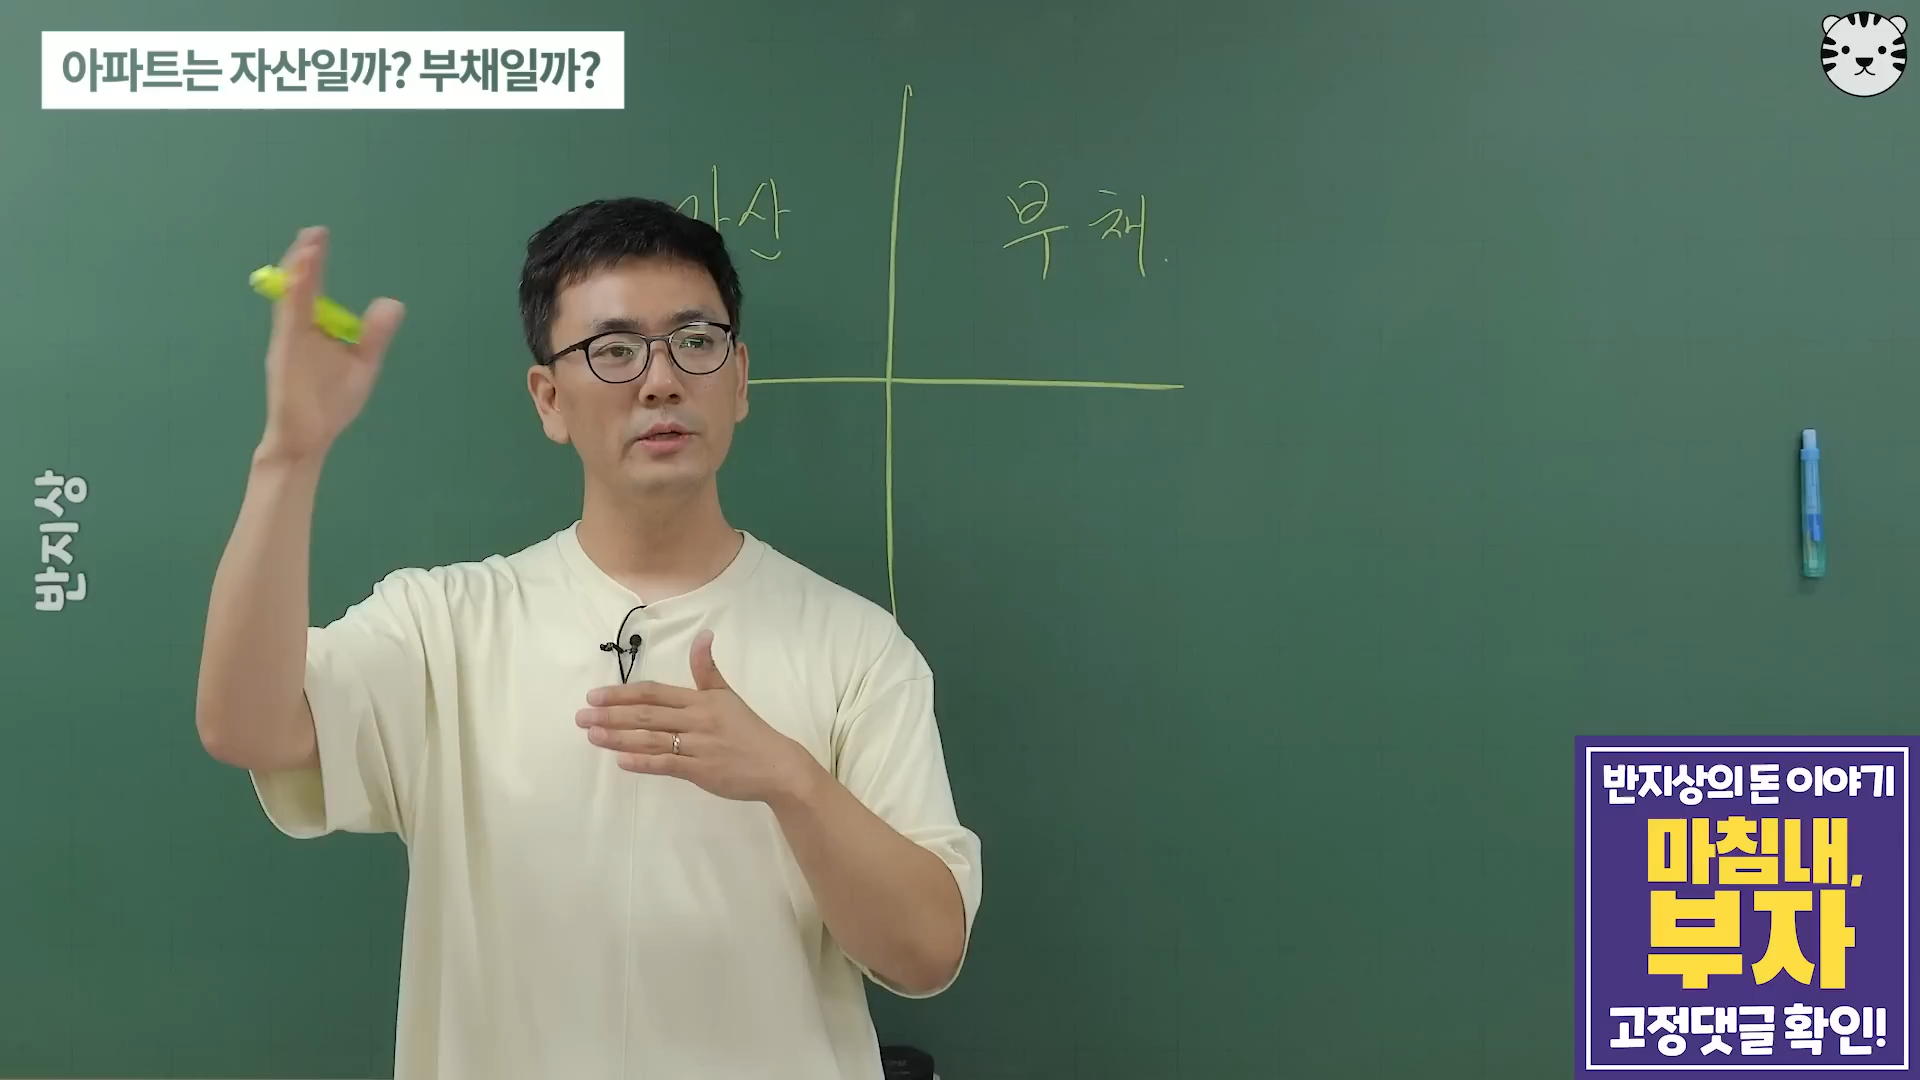 아파트는 자산일까? 부채일까?
자산
부채.
반지상
반지상의 돈 이야기
마침내,
부자
고정댓글 확인!